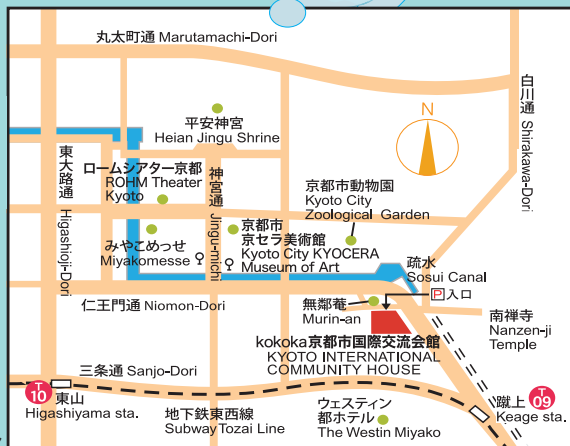 丸太町通 Marutamachi-Dori
白川通 Shirakawa-Dori
N
平安神宮
Heian Jingu Shrine
東大路通 Higashioji-Dori
ロームシアター京都
ROHM Theater
Kyoto
神宮通 Jingu-michi
京都市動物園
Kyoto City
Zoological Garden
みやこめっせ
Miyakomesse
京都市
京セラ美術館
Kyoto City KYOCERA
Museum of Art
疏水
Sosui Canal
P 入口
仁王門通 Niomon-Dori
無鄰菴
Murin-an
南禅寺
Nanzen-ji
Temple
kokoka京都市国際交流会館
KYOTO INTERNATIONAL
COMMUNITY HOUSE
三条通 Sanjo-Dori
T
10
東山
Higashiyama sta.
地下鉄東西線
Subway Tozai Line
ウェスティン
都ホテル
The Westin Miyako
T
09
蹴上
Keage sta.